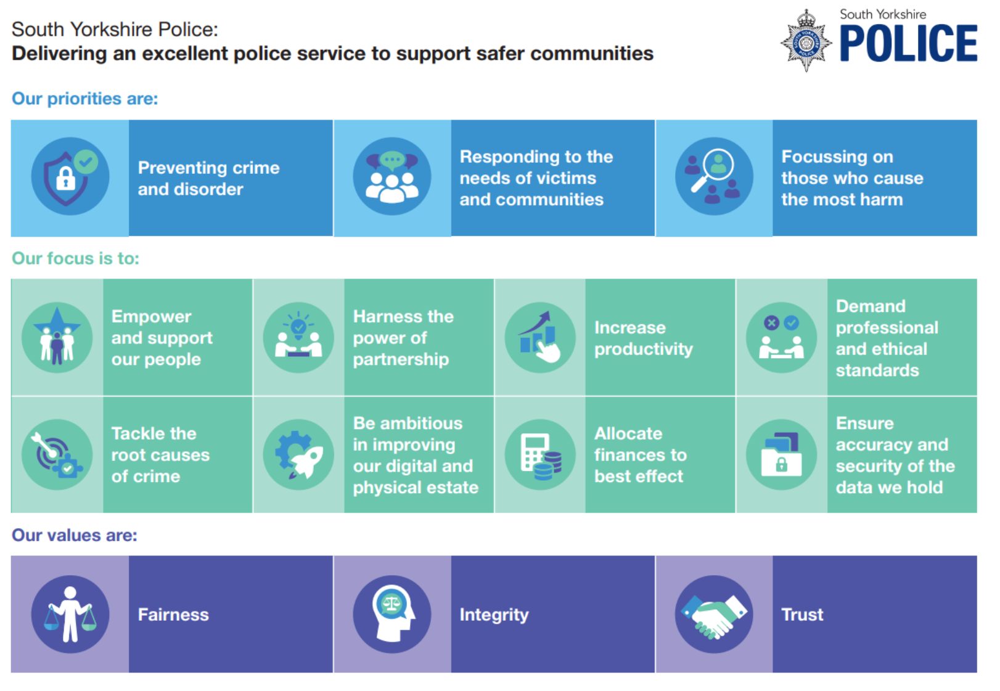 South Yorkshire Police:
Delivering an excellent police service to support safer communities
South Yorkshire
POLICE
SOUTH YORKSHIRE
POLICE
Our priorities are:
Preventing crime
and disorder
Responding to the
needs of victims
and communities
Focussing on
those who cause
the most harm
Our focus is to:
Empower
and support
our people
Harness the
power of
partnership
Increase
productivity
Demand
professional
and ethical
standards
Tackle the
root causes
of crime
Be ambitious
in improving
our digital and
physical estate
Allocate
finances to
best effect
Ensure
accuracy and
security of the
data we hold
Our values are:
Fairness
Integrity
Trust